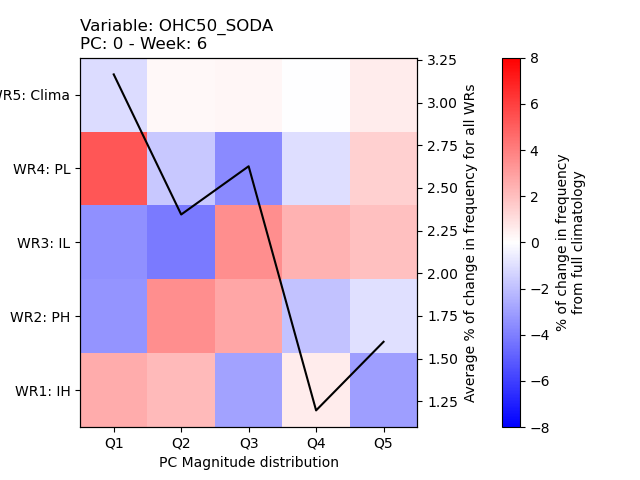 Variable: OHC50_SODA
PC: 0 - Week: 6
WR5: Clima
WR4: PL
WR3: IL
WR2: PH
WR1: IH
Q1 Q2 Q3 Q4 Q5
PC Magnitude distribution
3.25
3.00
2.75
2.50
2.25
2.00
1.75
1.50
1.25
Average % of change in frequency for all WRs
8
6
4
2
0
−2
−4
−6
−8
% of change in frequency
from full climatology